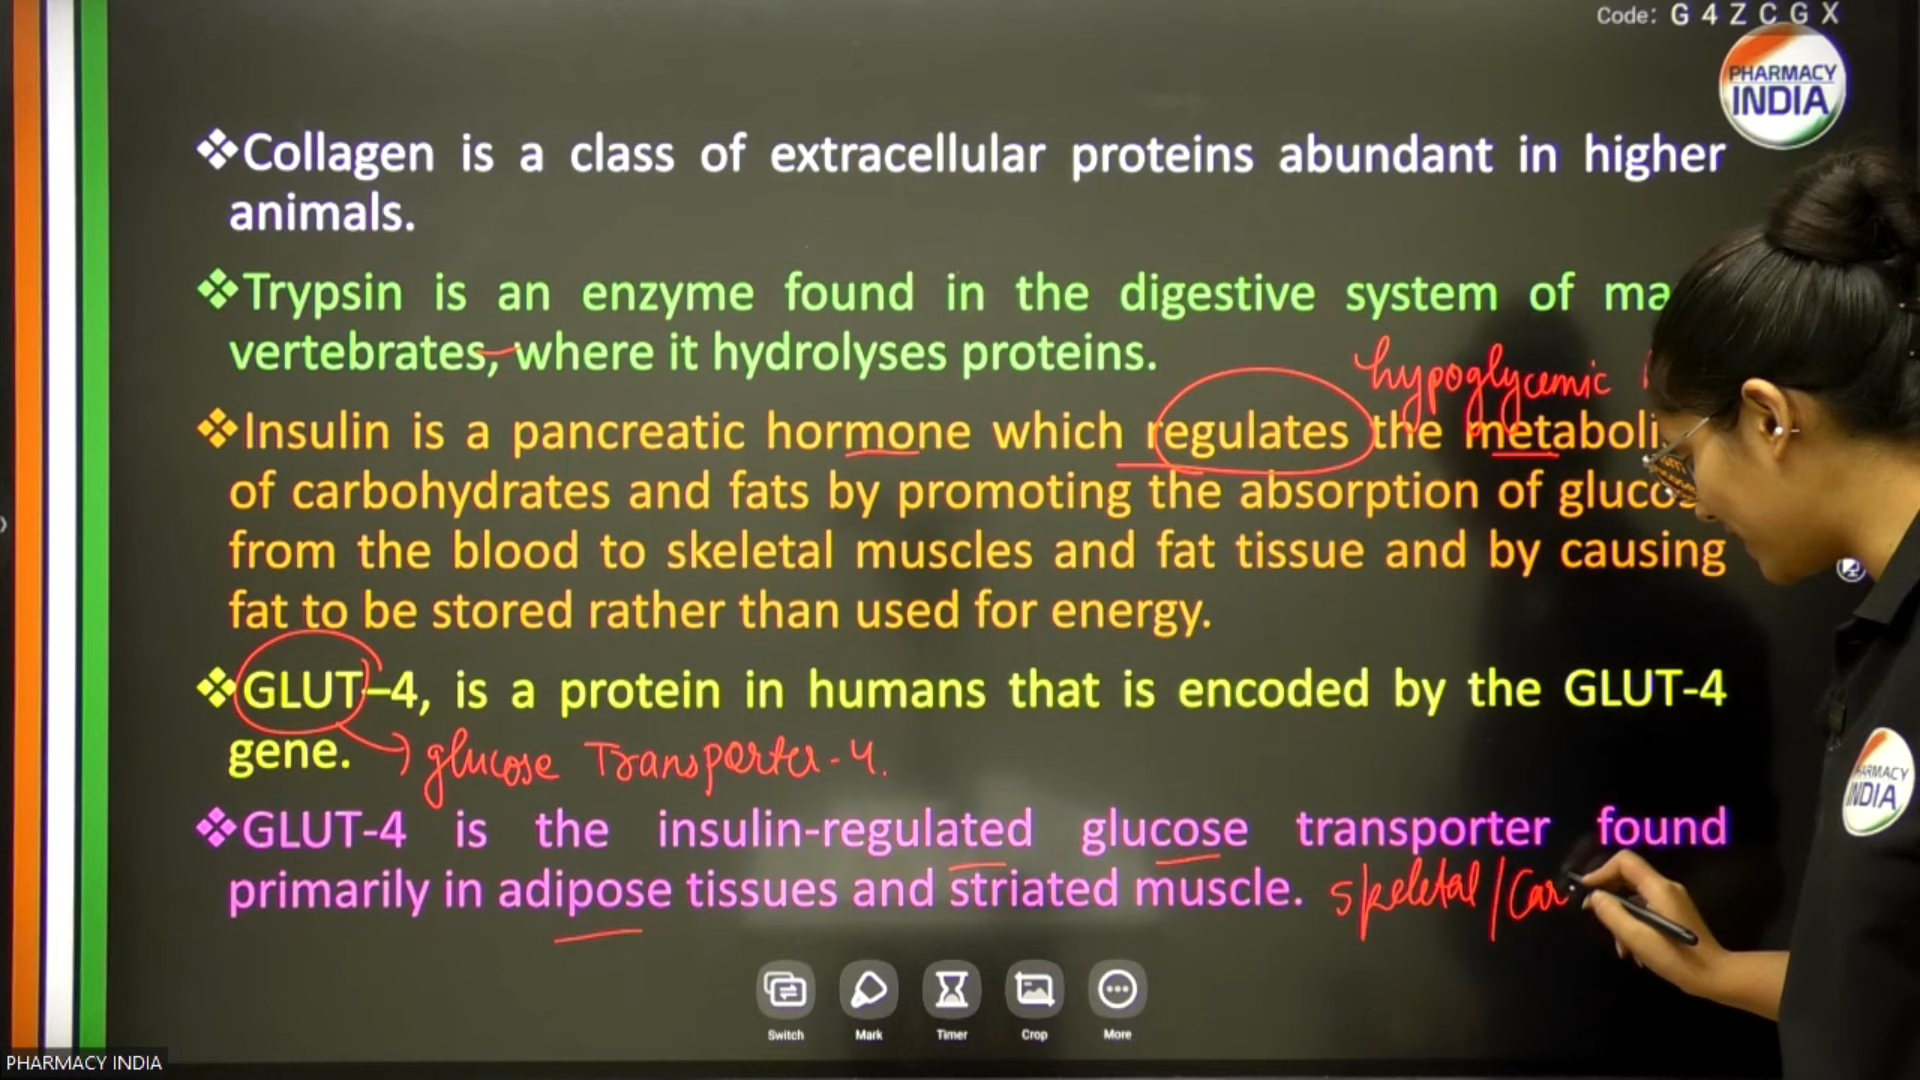 Code: G 4 Z C G X
PHARMACY
INDIA
❖Collagen is a class of extracellular proteins abundant in higher
animals.
❖Trypsin is an enzyme found in the digestive system of
vertebrates, where it hydrolyses proteins.
hypoglycemic
❖Insulin is a pancreatic hormone which regulates the
of carbohydrates and fats by promoting the absorption of
from the blood to skeletal muscles and fat tissue and by causing
fat to be stored rather than used for energy.
❖GLUT–4, is a protein in humans that is encoded by the GLUT-4
gene.
glucose Transporter-4.
❖GLUT-4 is the insulin-regulated glucose transporter found
primarily in adipose tissues and striated muscle.
Skeletal/Car
PHARMACY
INDIA
Switch Mark Timer Crop More
PHARMACY INDIA